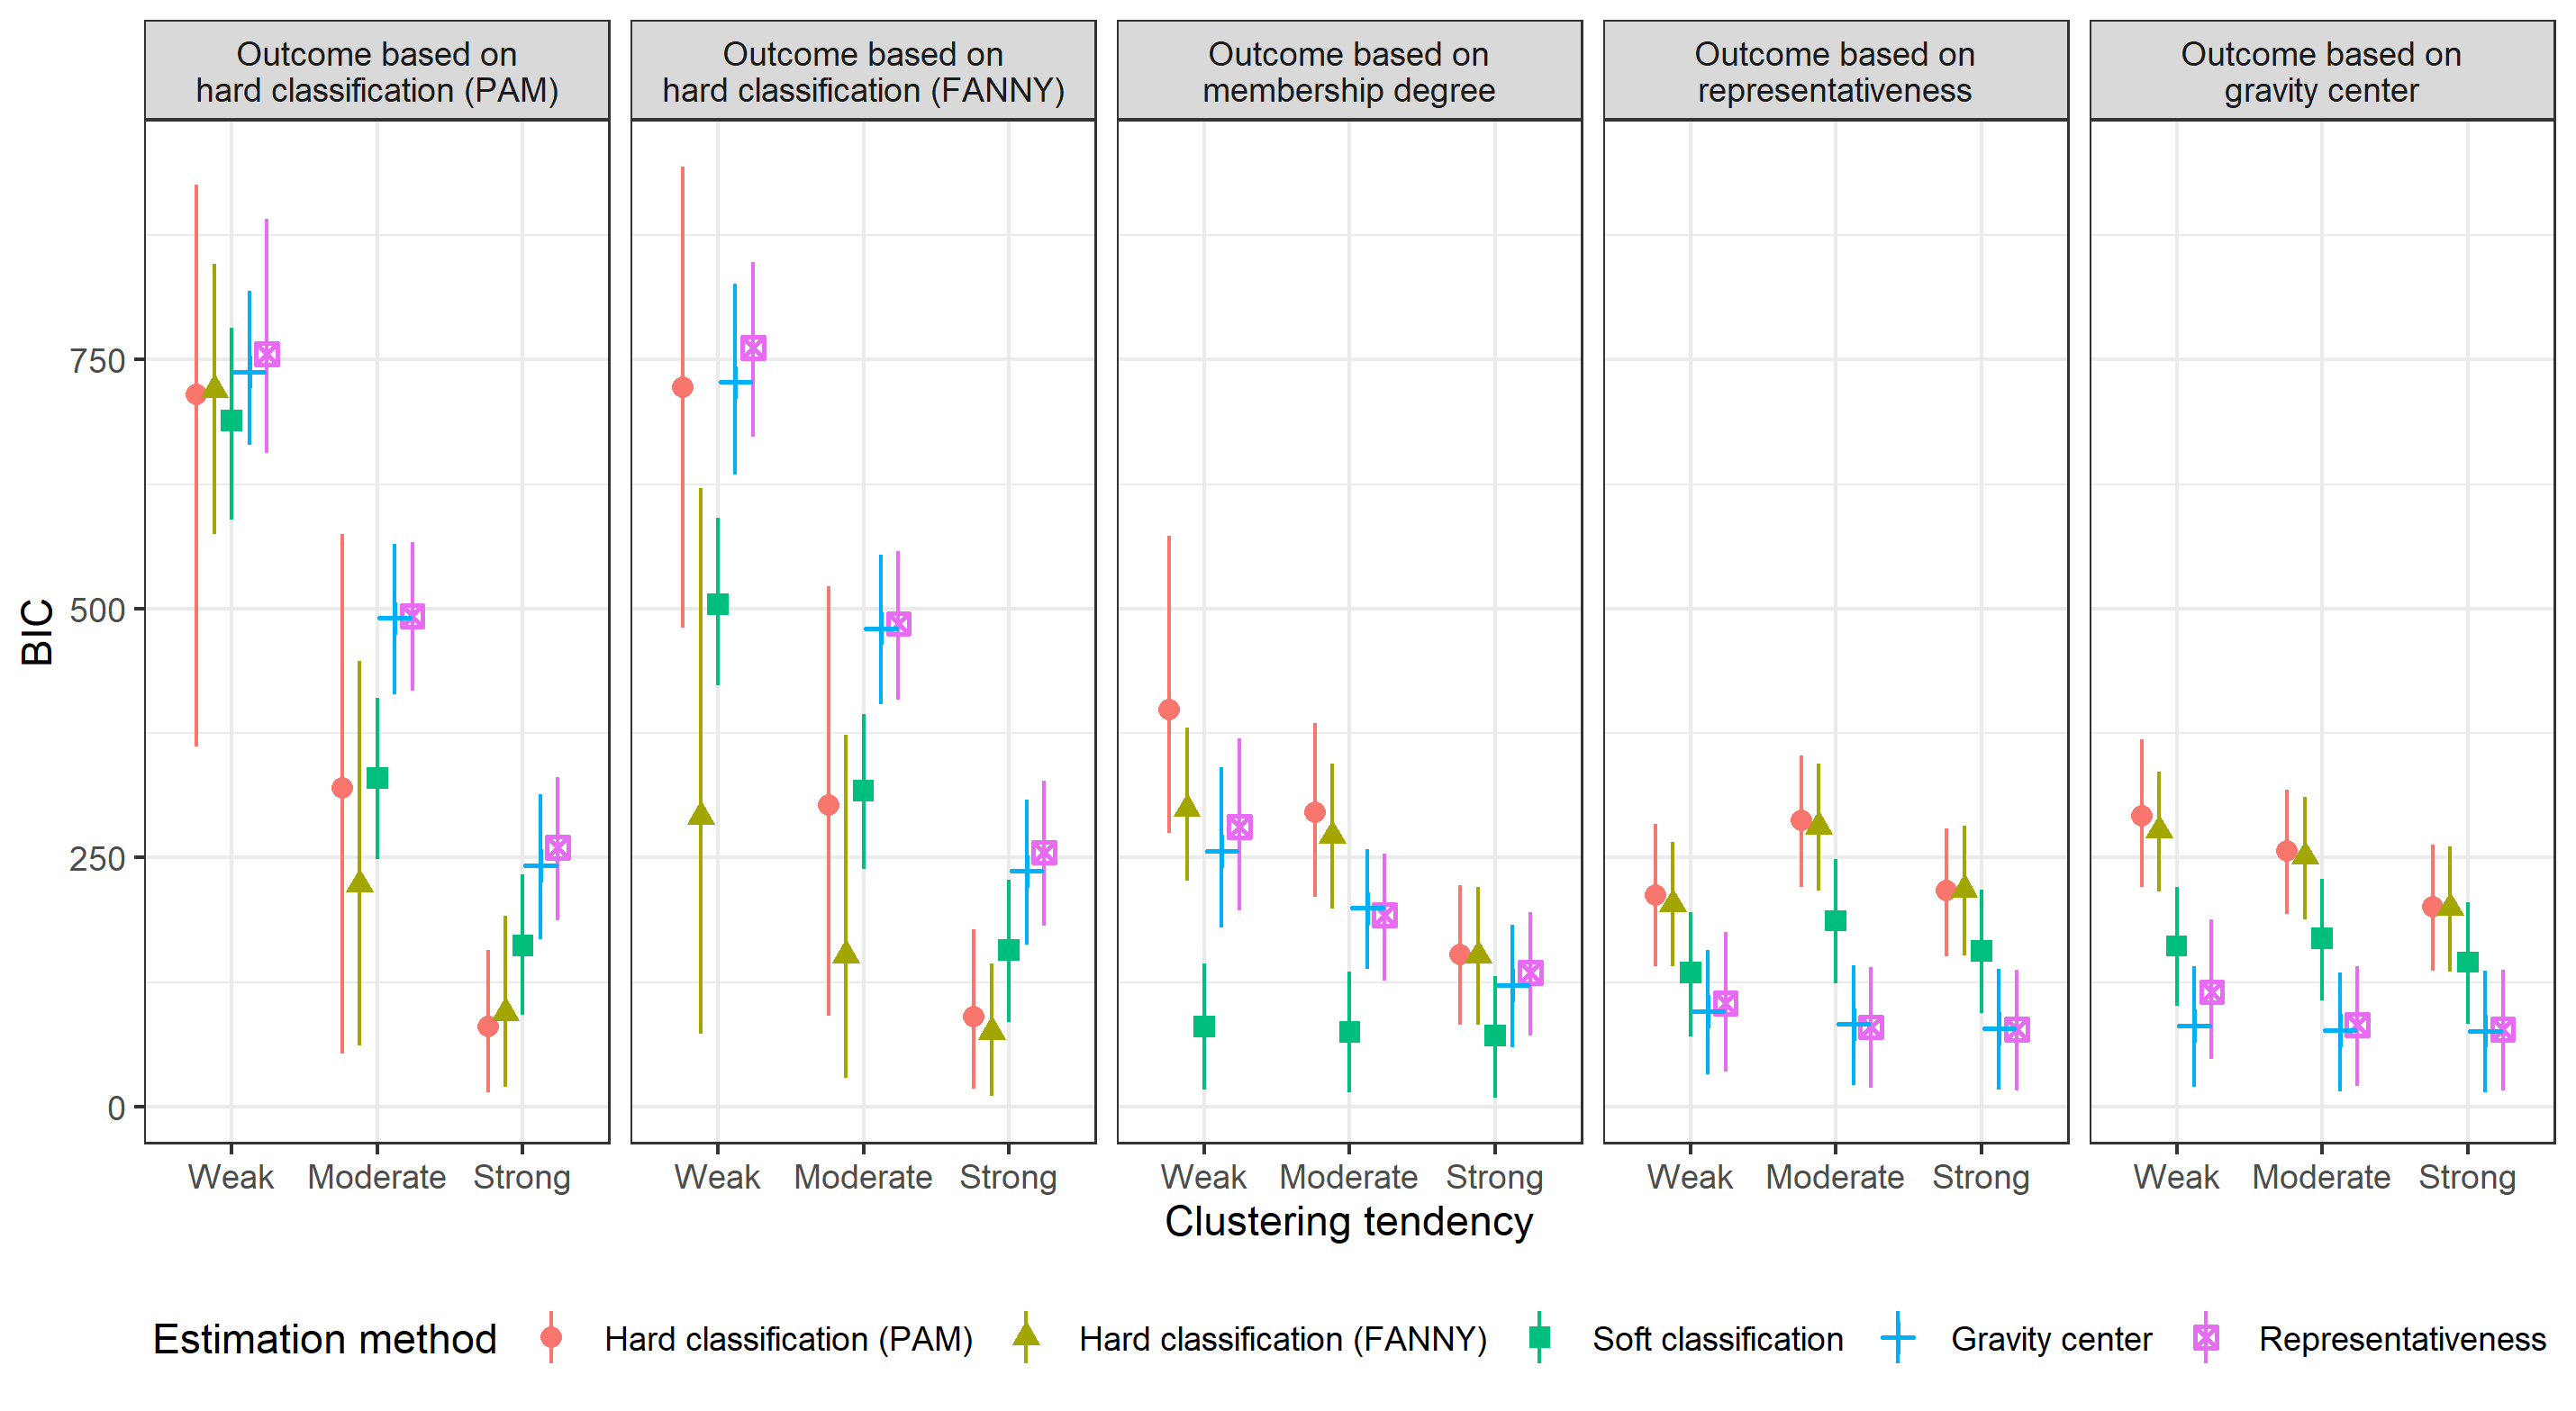 Outcome based on
hard classification (PAM)
Outcome based on
hard classification (FANNY)
Outcome based on
membership degree
Outcome based on
representativeness
Outcome based on
gravity center
BIC
750
500
250
0
Weak Moderate Strong
Weak Moderate Strong
Weak Moderate Strong
Weak Moderate Strong
Weak Moderate Strong
Clustering tendency
Estimation method Hard classification (PAM) Hard classification (FANNY) Soft classification Gravity center Representativeness